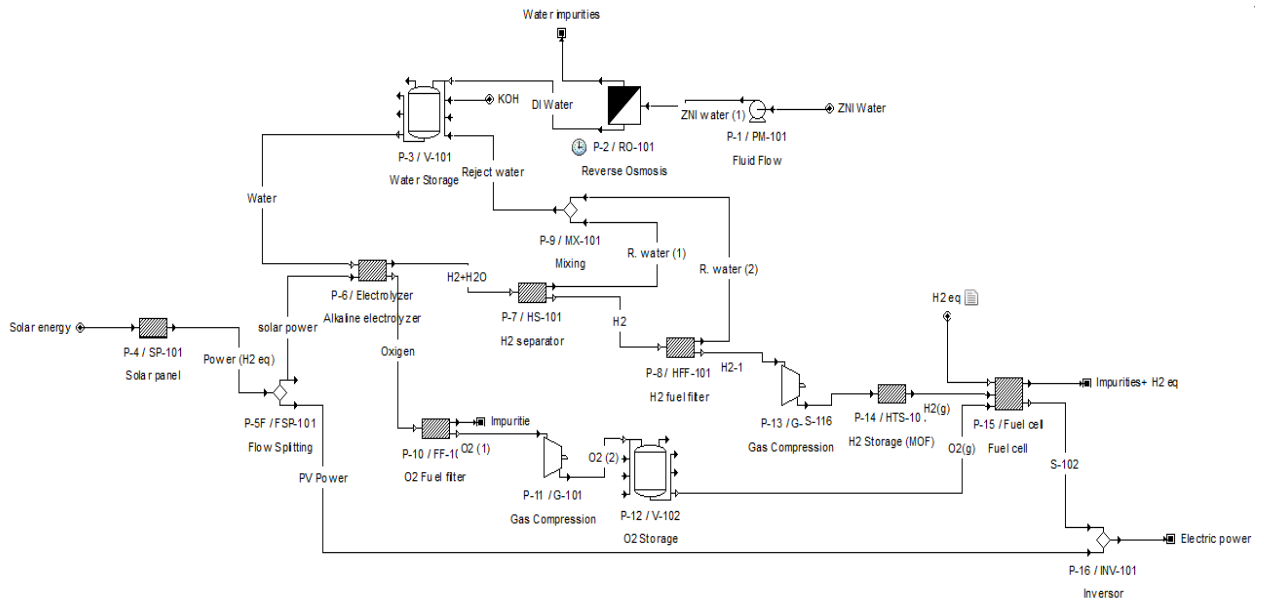 Water impurities
KOH
DI Water
ZNI water (1)
ZNI Water
P-1 / PM-101
Fluid Flow
P-2 / RO-101
Reverse Osmosis
P-3 / V-101
Water Storage
Reject water
Water
P-9 / MX-101
Mixing
R. water (1)
R. water (2)
H2+H2O
P-6 / Electrolyzer
Alkaline electrolyzer
P-7 / HS-101
H2 separator
H2 eq
Solar energy
P-4 / SP-101
Solar panel
Power (H2 eq)
solar power
Oxigen
H2
P-8 / HFF-101
H2 fuel filter
H2-1
Impurities+ H2 eq
P-5F / FSP-101
Flow Splitting
P-13 / G-
S-116
Gas Compression
P-14 / HTS-10
H2 Storage (MOF)
H2(g)
P-15 / Fuel cell
Fuel cell
O2(g)
Impuritie
P-10 / FF-10
O2 (1)
O2 Fuel filter
O2 (2)
P-11 / G-101
Gas Compression
P-12 / V-102
O2 Storage
PV Power
S-102
Electric power
P-16 / INV-101
Inversor